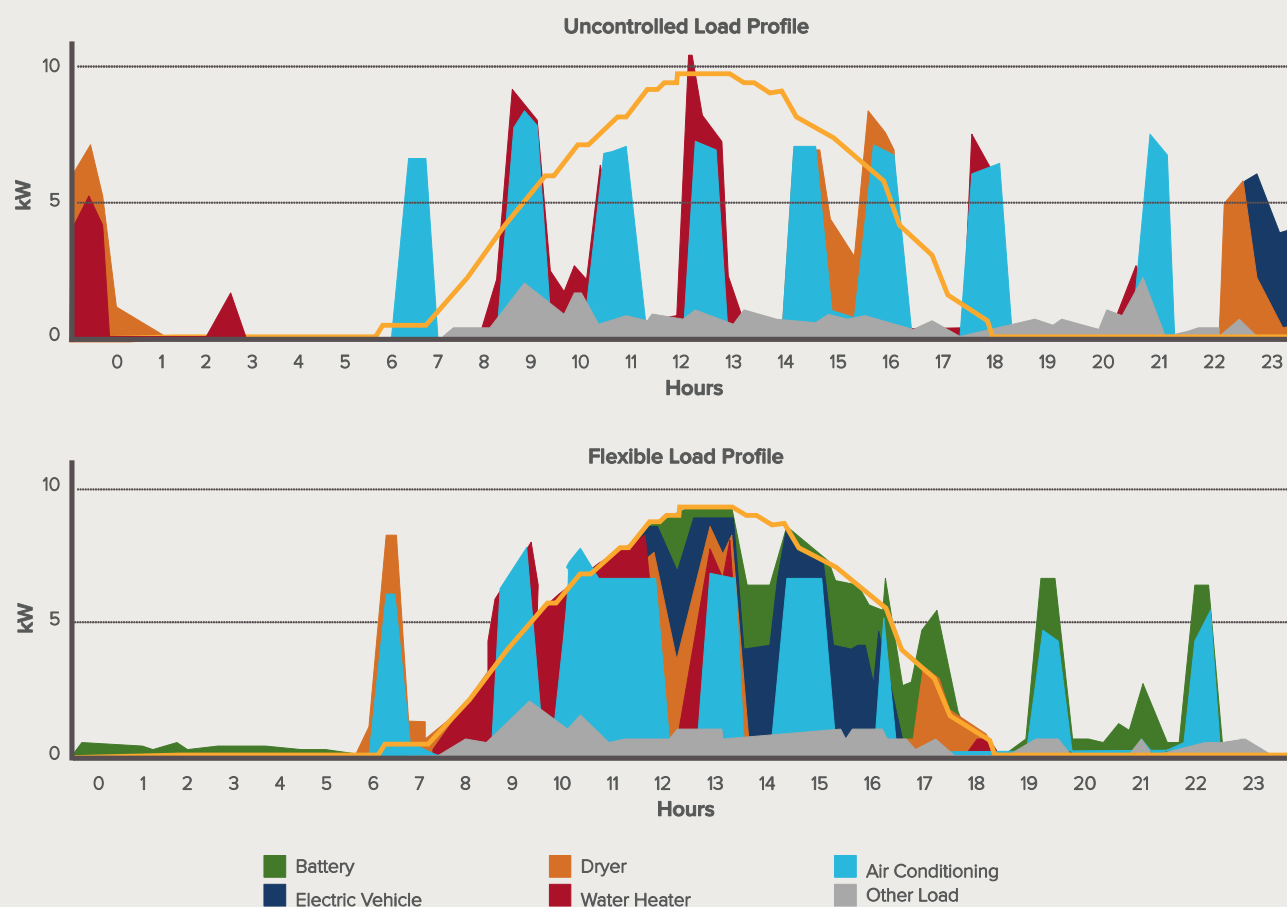 Uncontrolled Load Profile
10
5
0
kW
0 1 2 3 4 5 6 7 8 9 10 11 12 13 14 15 16 17 18 19 20 21 22 23
Hours
Flexible Load Profile
10
5
0
kW
0 1 2 3 4 5 6 7 8 9 10 11 12 13 14 15 16 17 18 19 20 21 22 23
Hours
Battery Dryer Air Conditioning
Electric Vehicle Water Heater Other Load